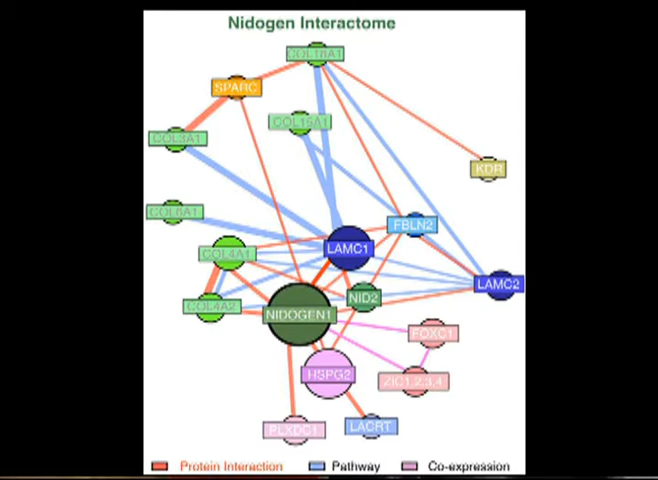 Nidogen Interactome
COL18A1
SPARC
COL15A1
COL3A1
KDR
COL6A1
FBLN2
LAMC1
COL4A1
LAMC2
NID2
COL4A2
NIDOGEN1
FOXC1
HSPG2
ZIC1,2,3,4
PLXDC1
LACRT
Protein Interaction
Pathway
Co-expression